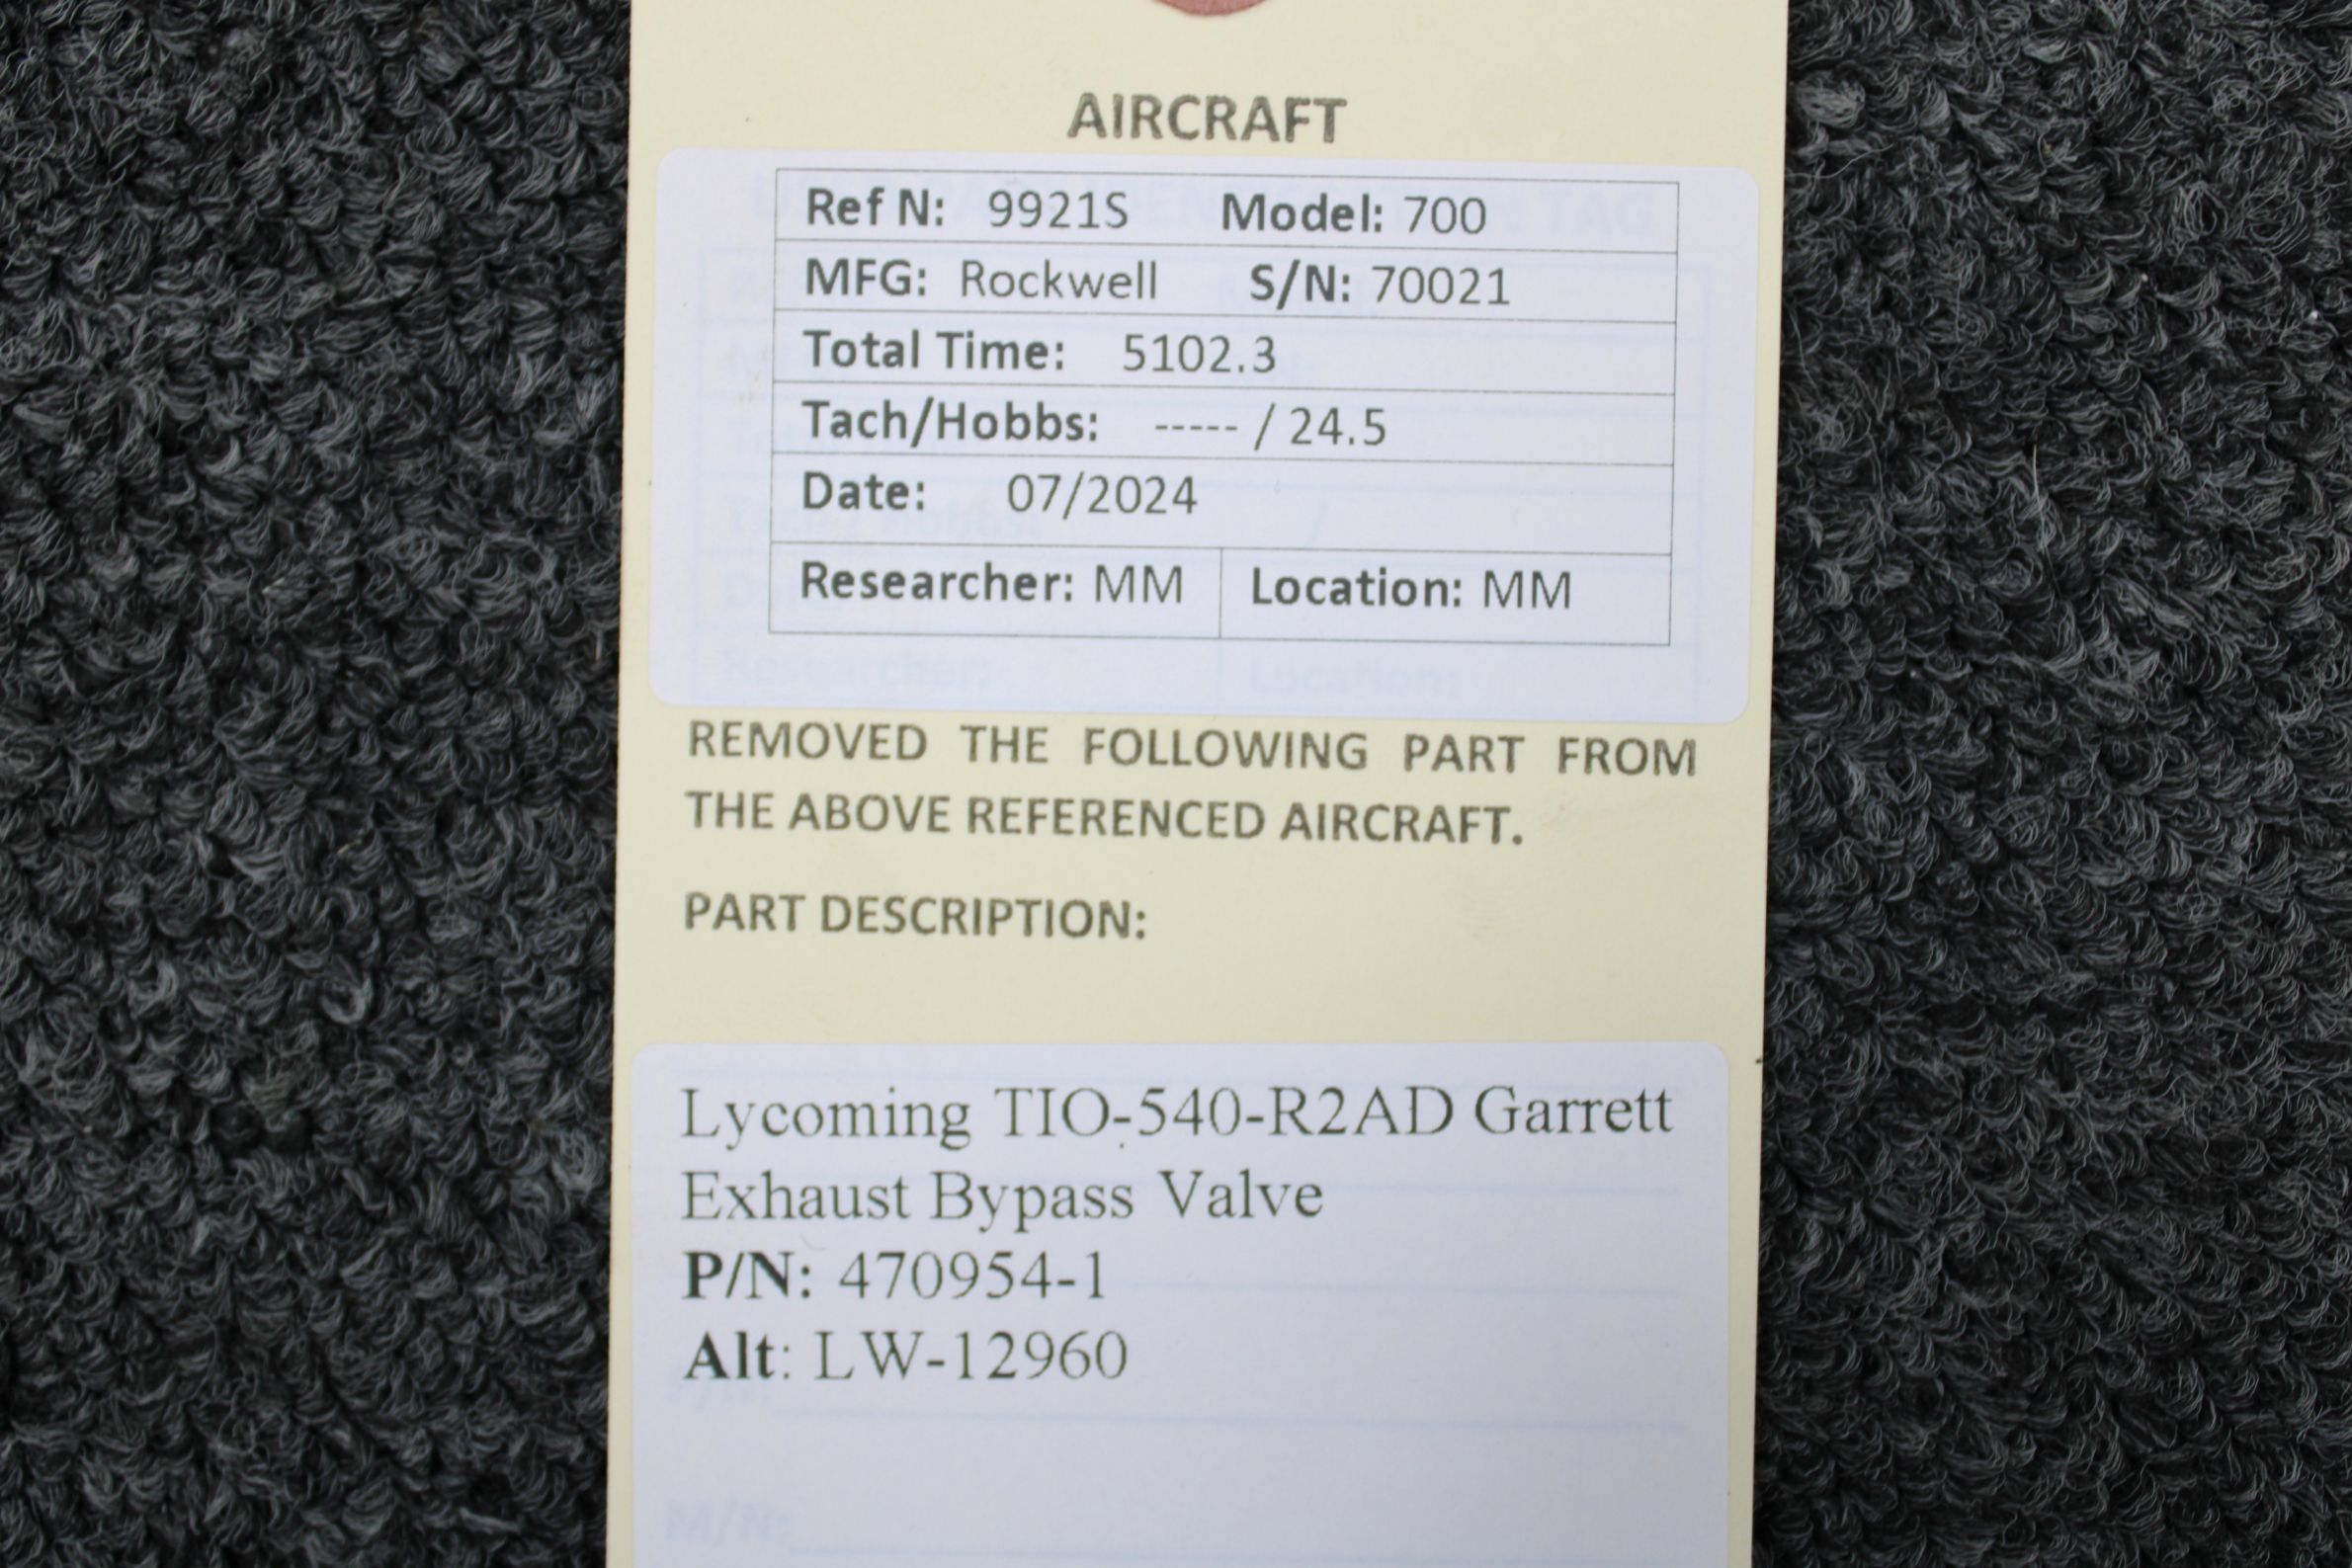 AIRCRAFT
Ref N: 9921S Model: 700
MFG: Rockwell S/N: 70021
Total Time: 5102.3
Tach/Hobbs: ----- / 24.5
Date: 07/2024
Researcher: MM Location: MM
Researcher: Location:
REMOVED THE FOLLOWING PART FROM
THE ABOVE REFERENCED AIRCRAFT.
PART DESCRIPTION:
Lycoming TIO-540-R2AD Garrett
Exhaust Bypass Valve
P/N: 470954-1
Alt: LW-12960
P/N:
M/N: